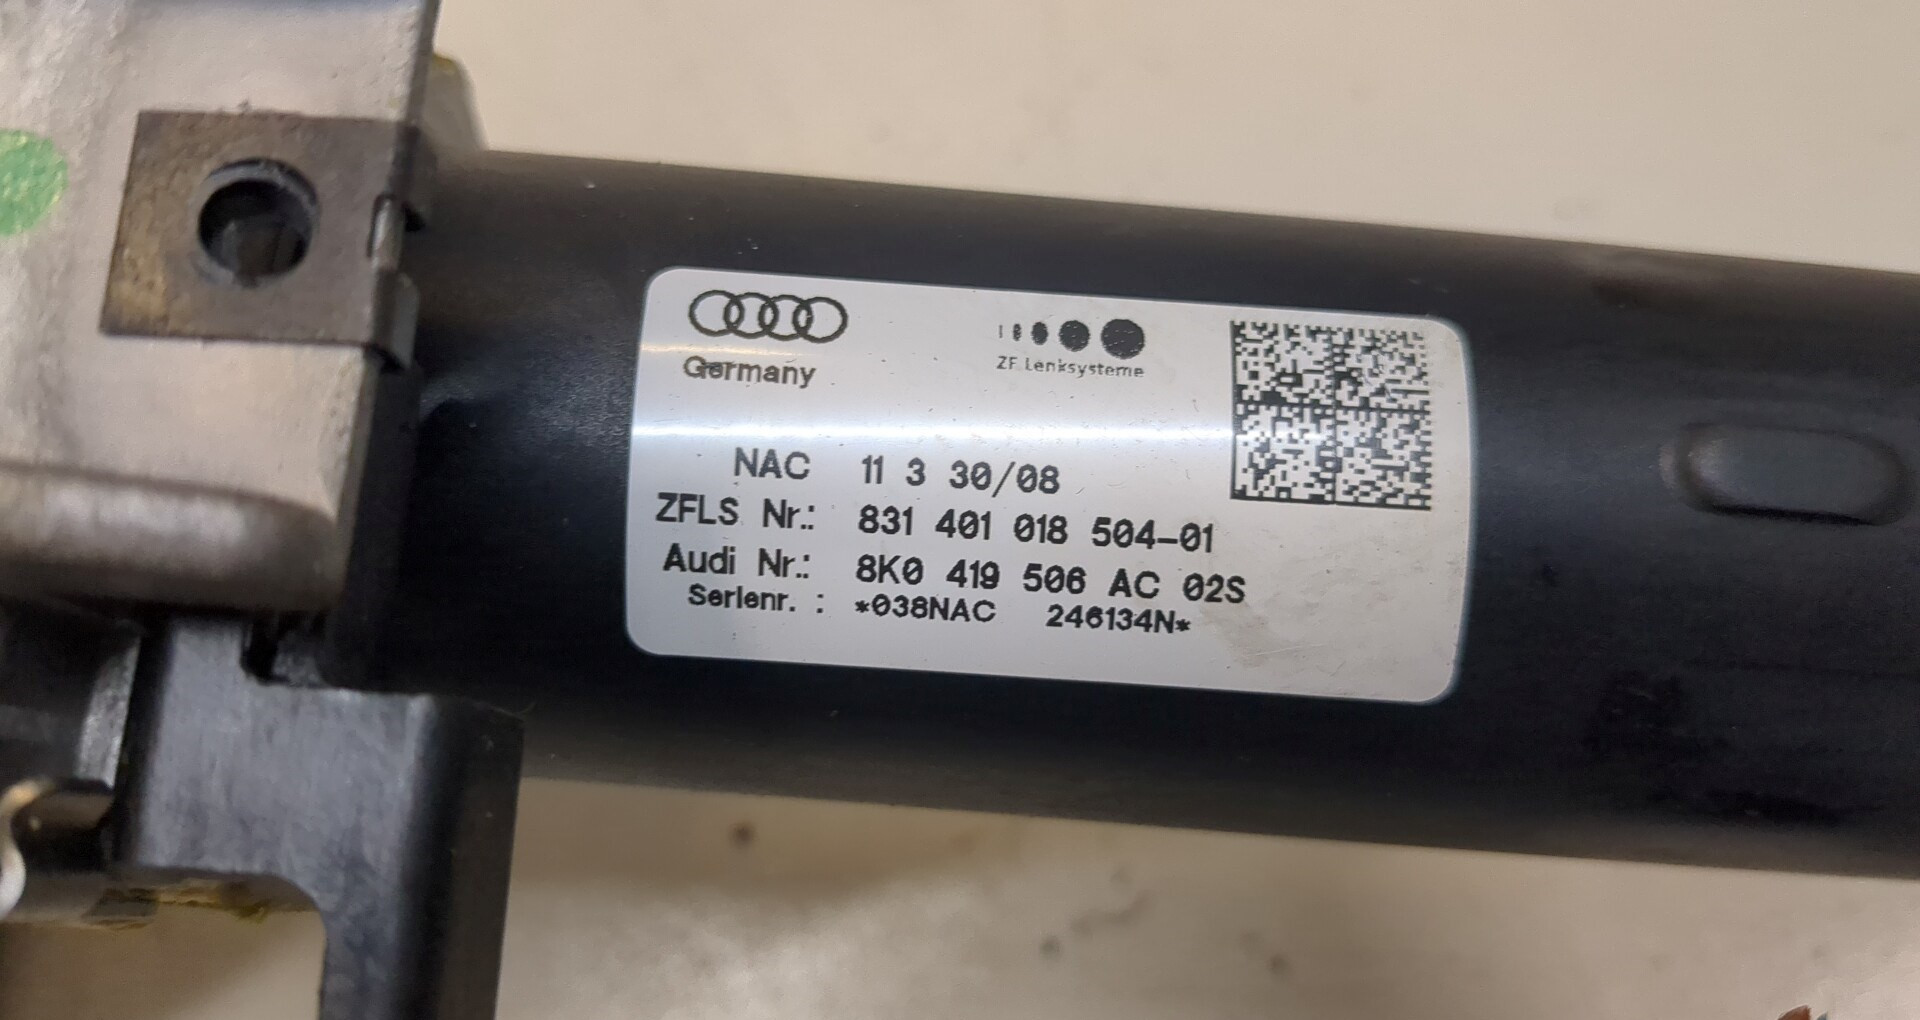 Germany
ZF Lenksysteme
NAC 11 3 30/08
ZFLS Nr.: 831 401 018 504-01
Audi Nr.: 8K0 419 506 AC 02S
Serienr. : *038NAC 246134N*